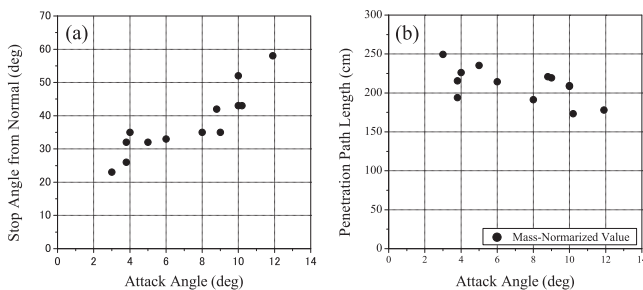 (a)
Stop Angle from Normal (deg)
70
60
50
40
30
20
10
0
0 2 4 6 8 10 12 14
Attack Angle (deg)
(b)
Penetration Path Length (cm)
300
250
200
150
100
50
0
Mass-Normarized Value
0 2 4 6 8 10 12 14
Attack Angle (deg)